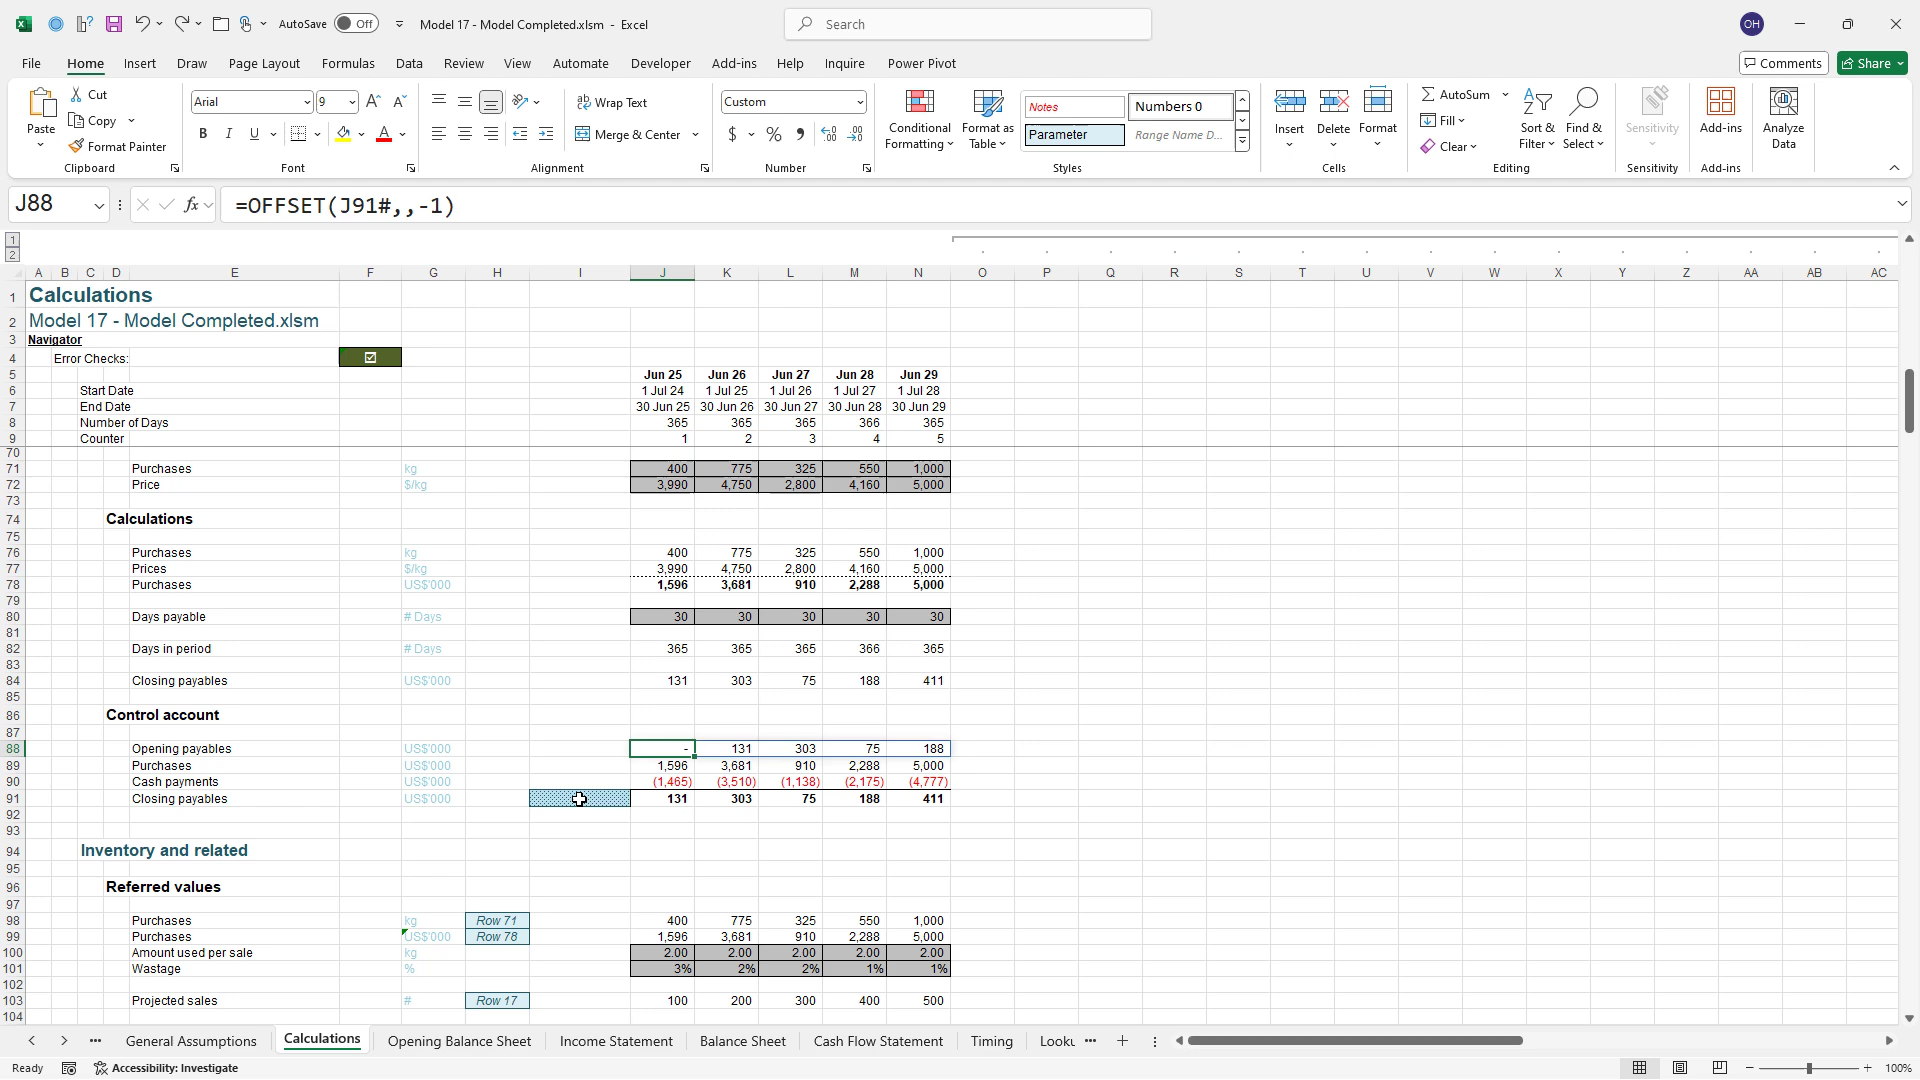 AutoSave Off Model 17 - Model Completed.xlsm - Excel Search OH
File Home Insert Draw Page Layout Formulas Data Review View Automate Developer Add-ins Help Inquire Power Pivot Comments Share
Paste Cut Copy Format Painter Clipboard
Arial 9 B I U A Font
Wrap Text Merge & Center Alignment
Custom $ % Number
Conditional Formatting Format as Table Notes Numbers 0 Parameter Range Name D... Styles
Insert Delete Format Cells
AutoSum Fill Clear Sort & Filter Find & Select Editing
Sensitivity Sensitivity
Add-ins Add-ins
Analyze Data
J88 fx =OFFSET(J91#,,-1)
1
2
A B C D E F G H I J K L M N O P Q R S T U V W X Y Z AA AB AC
1 Calculations
2 Model 17 - Model Completed.xlsm
3 Navigator
4 Error Checks:
5 Jun 25 Jun 26 Jun 27 Jun 28 Jun 29
6 Start Date 1 Jul 24 1 Jul 25 1 Jul 26 1 Jul 27 1 Jul 28
7 End Date 30 Jun 25 30 Jun 26 30 Jun 27 30 Jun 28 30 Jun 29
8 Number of Days 365 365 365 366 365
9 Counter 1 2 3 4 5
70
71 Purchases kg 400 775 325 550 1,000
72 Price $/kg 3,990 4,750 2,800 4,160 5,000
73
74 Calculations
75
76 Purchases kg 400 775 325 550 1,000
77 Prices $/kg 3,990 4,750 2,800 4,160 5,000
78 Purchases US$'000 1,596 3,681 910 2,288 5,000
79
80 Days payable # Days 30 30 30 30 30
81
82 Days in period # Days 365 365 365 366 365
83
84 Closing payables US$'000 131 303 75 188 411
85
86 Control account
87
88 Opening payables US$'000 - 131 303 75 188
89 Purchases US$'000 1,596 3,681 910 2,288 5,000
90 Cash payments US$'000 (1,465) (3,510) (1,138) (2,175) (4,777)
91 Closing payables US$'000 131 303 75 188 411
92
93
94 Inventory and related
95
96 Referred values
97
98 Purchases kg Row 71 400 775 325 550 1,000
99 Purchases US$'000 Row 78 1,596 3,681 910 2,288 5,000
100 Amount used per sale kg 2.00 2.00 2.00 2.00 2.00
101 Wastage % 3% 2% 2% 1% 1%
102
103 Projected sales # Row 17 100 200 300 400 500
104
General Assumptions Calculations Opening Balance Sheet Income Statement Balance Sheet Cash Flow Statement Timing Looku
Ready Accessibility: Investigate 100%